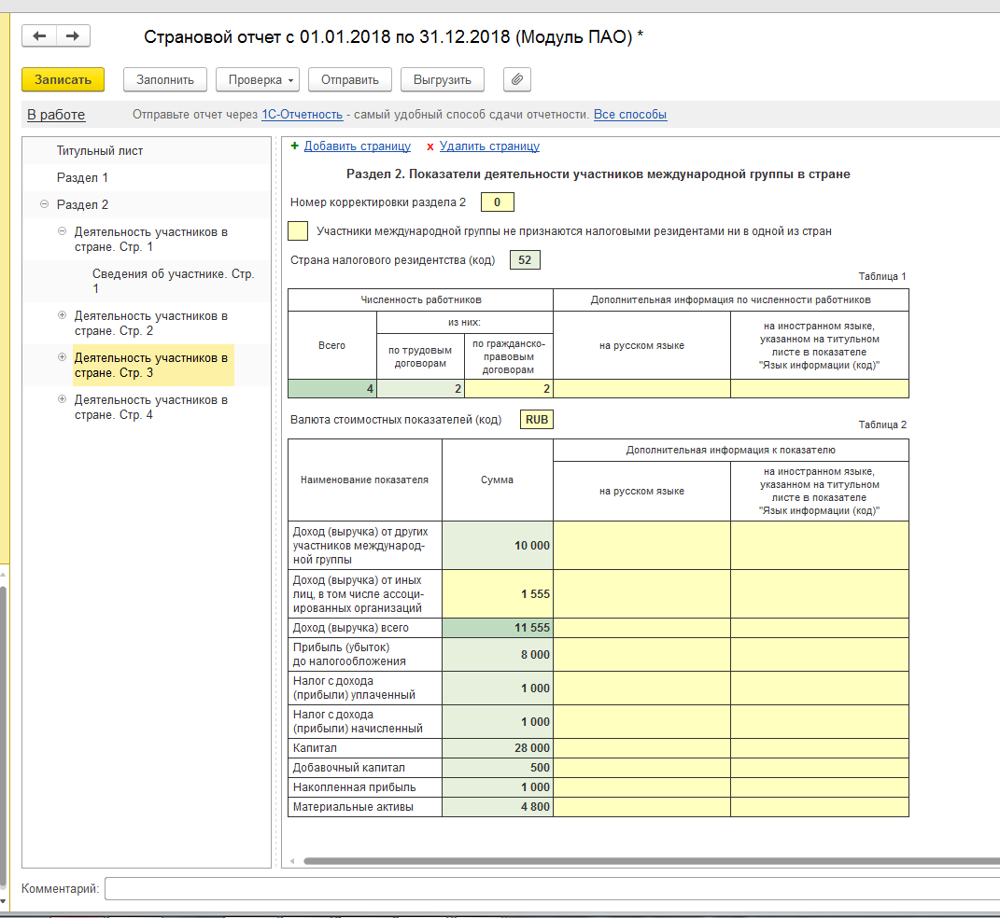 Страновой отчет с 01.01.2018 по 31.12.2018 (Модуль ПАО) *
Записать
Заполнить
Проверка
Отправить
Выгрузить
В работе
Отправьте отчет через 1С-Отчетность - самый удобный способ сдачи отчетности. Все способы
Титульный лист
Раздел 1
Раздел 2
Деятельность участников в
стране. Стр. 1
Сведения об участнике. Стр.
1
Деятельность участников в
стране. Стр. 2
Деятельность участников в
стране. Стр. 3
Деятельность участников в
стране. Стр. 4
Добавить страницу
x Удалить страницу
Раздел 2. Показатели деятельности участников международной группы в стране
Номер корректировки раздела 2 0
Участники международной группы не признаются налоговыми резидентами ни в одной из стран
Страна налогового резидентства (код) 52
Таблица 1
Численность работников
Дополнительная информация по численности работников
Всего
из них:
по трудовым
договорам
по гражданско-
правовым
договорам
на русском языке
на иностранном языке,
указанном на титульном
листе в показателе
"Язык информации (код)"
4 2 2
Валюта стоимостных показателей (код) RUB
Таблица 2
Наименование показателя
Сумма
Дополнительная информация к показателю
на русском языке
на иностранном языке,
указанном на титульном
листе в показателе
"Язык информации (код)"
Доход (выручка) от других
участников международ-
ной группы
10 000
Доход (выручка) от иных
лиц, в том числе ассоци-
ированных организаций
1 555
Доход (выручка) всего 11 555
Прибыль (убыток)
до налогообложения
8 000
Налог с дохода
(прибыли) уплаченный
1 000
Налог с дохода
(прибыли) начисленный
1 000
Капитал 28 000
Добавочный капитал 500
Накопленная прибыль 1 000
Материальные активы 4 800
Комментарий: